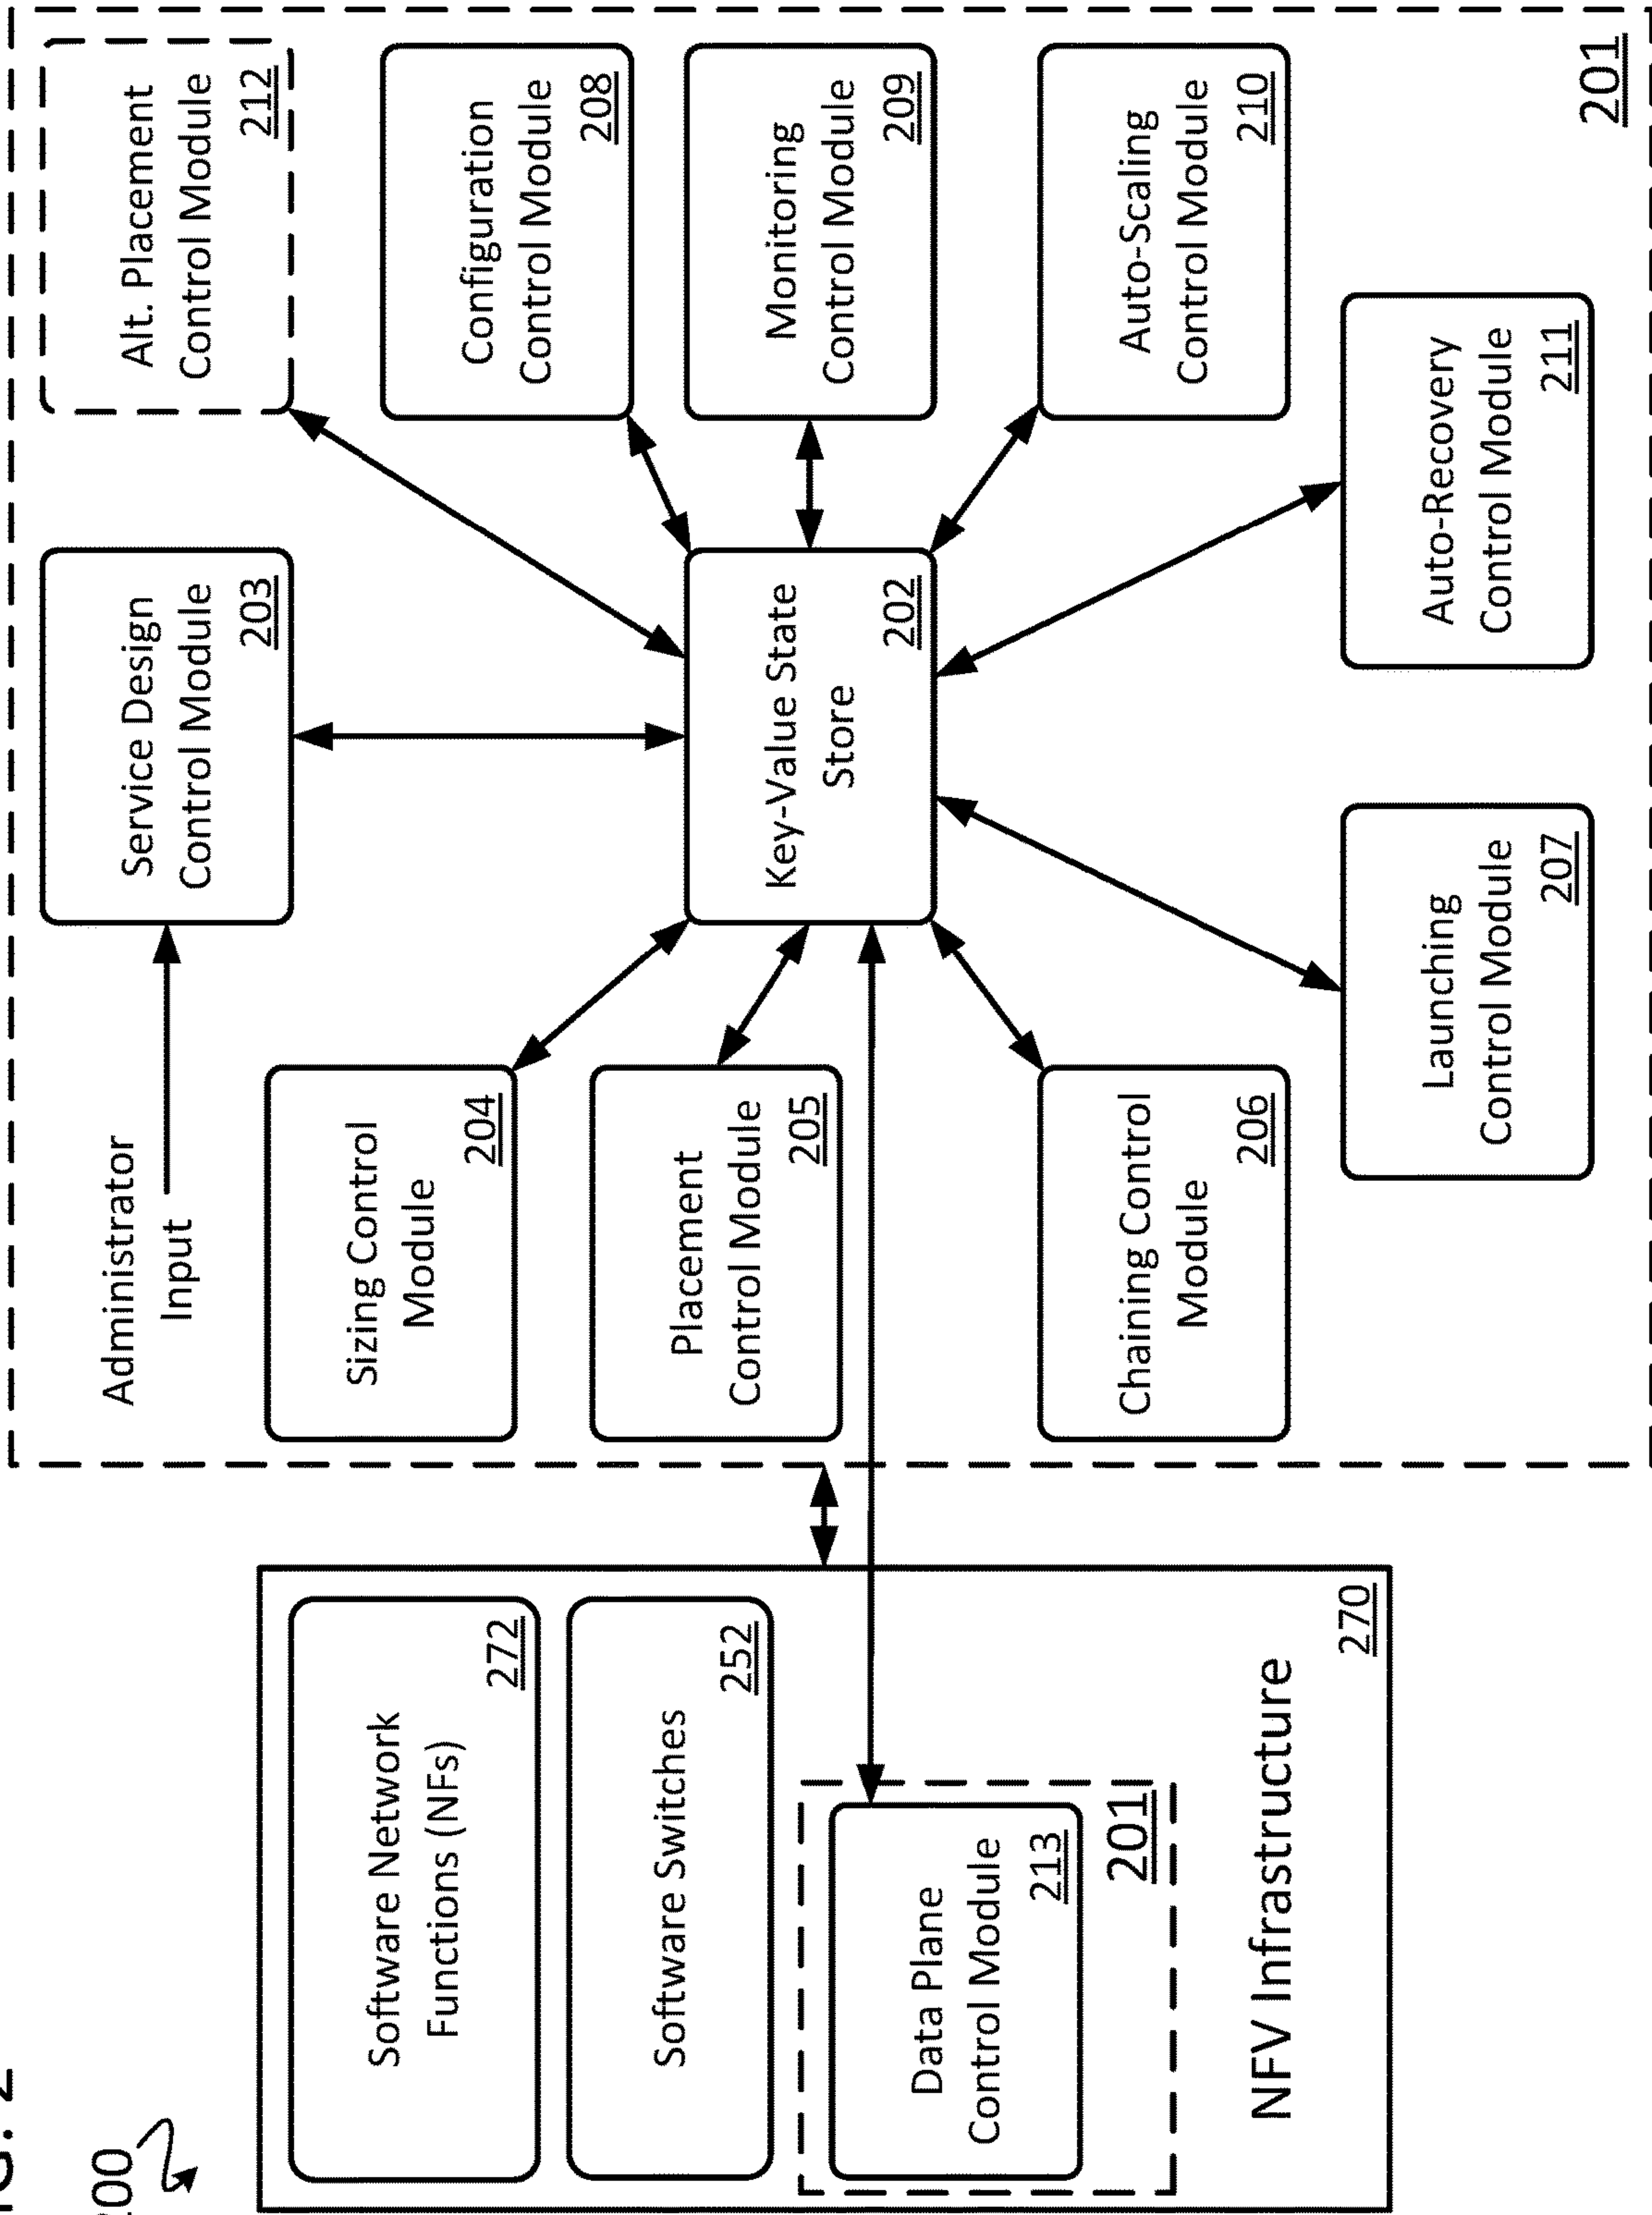 G. 2
200
Software Network
Functions (NFs)
272
Software Switches
252
Data Plane
Control Module
213
201
NFV Infrastructure
270
Administrator
Input
Service Design
Control Module
203
Alt. Placement
Control Module
212
Sizing Control
Module
204
Placement
Control Module
205
Chaining Control
Module
206
Key-Value State
Store
202
Configuration
Control Module
208
Monitoring
Control Module
209
Auto-Scaling
Control Module
210
Launching
Control Module
207
Auto-Recovery
Control Module
211
201